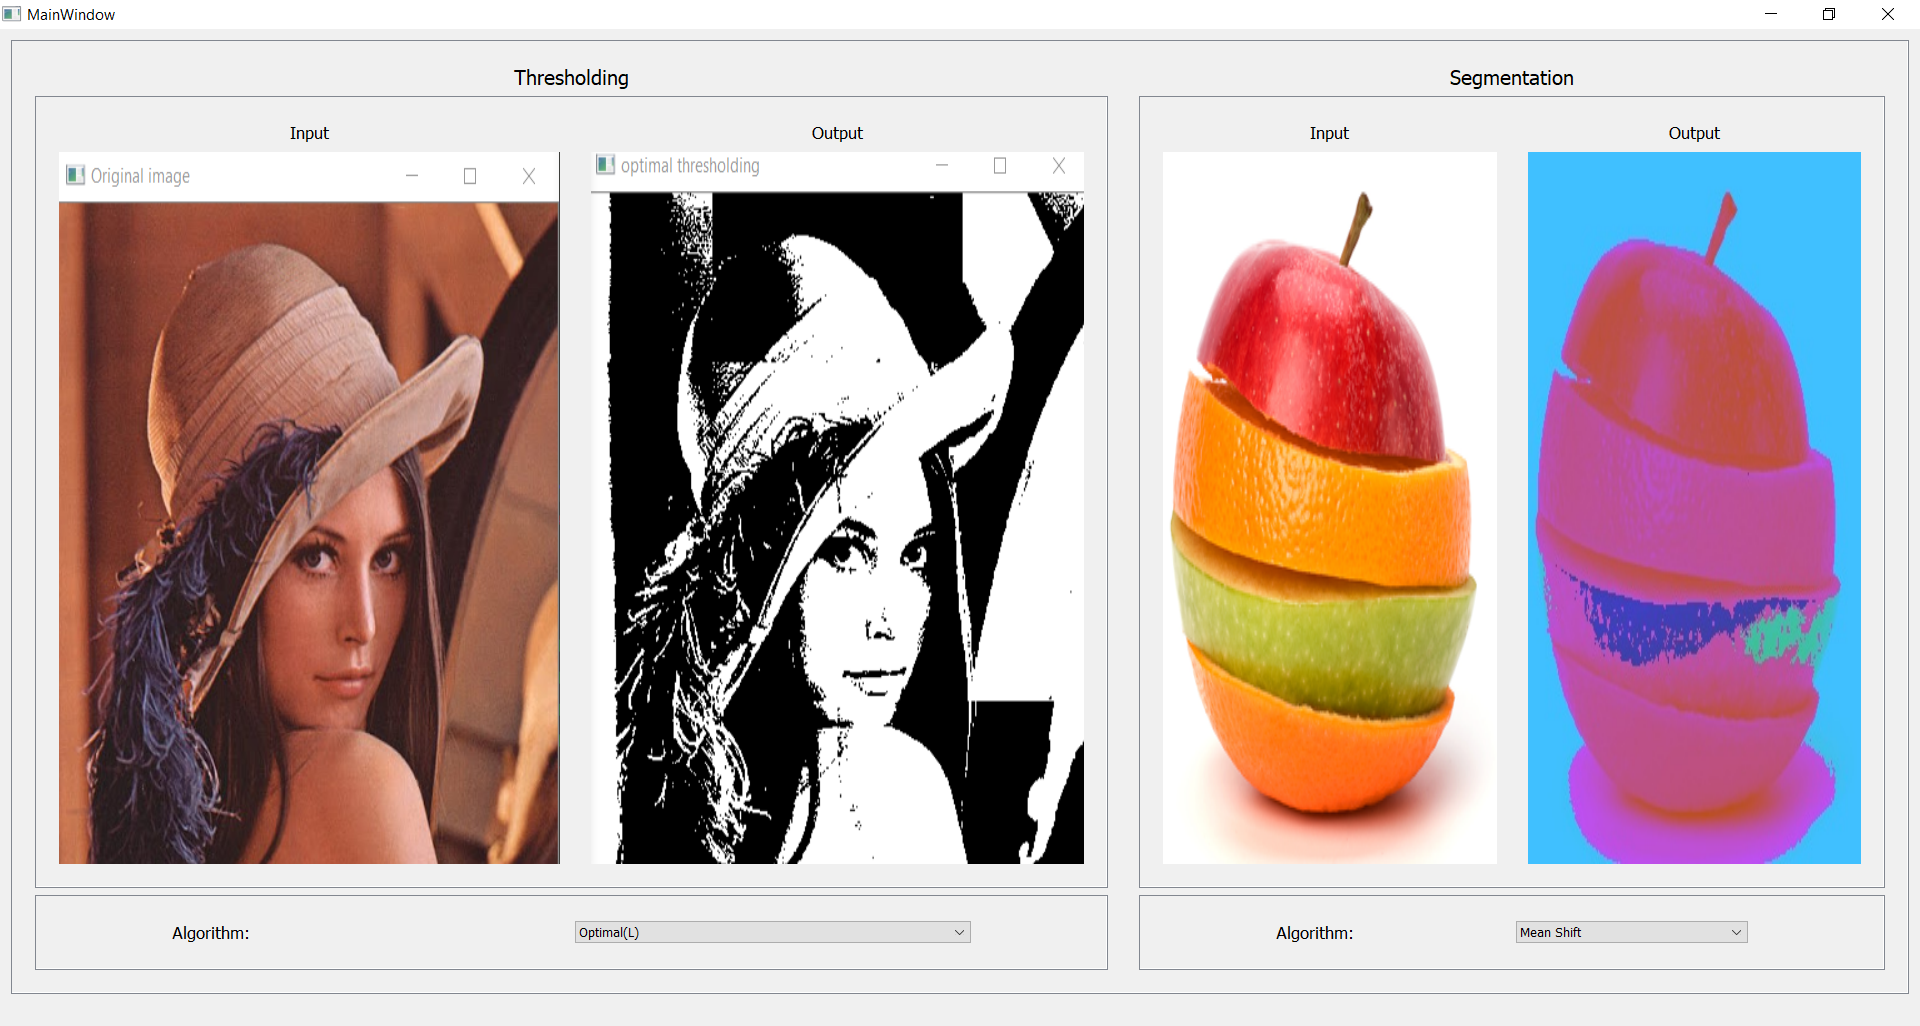 MainWindow
Thresholding
Input
Output
Original image
optimal thresholding
Algorithm:
Optimal(L)
Segmentation
Input
Output
Algorithm:
Mean Shift